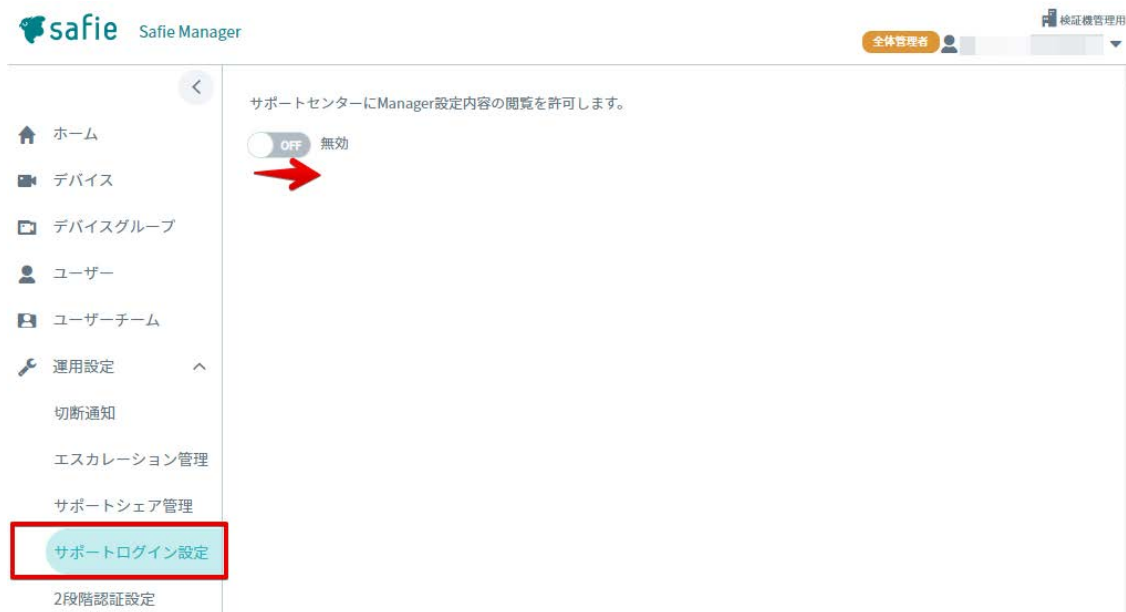 safie Safie Manager
検証機管理用
全体管理者
サポートセンターにManager設定内容の閲覧を許可します。
OFF 無効
ホーム
デバイス
デバイスグループ
ユーザー
ユーザーチーム
運用設定
切断通知
エスカレーション管理
サポートシェア管理
サポートログイン設定
2段階認証設定